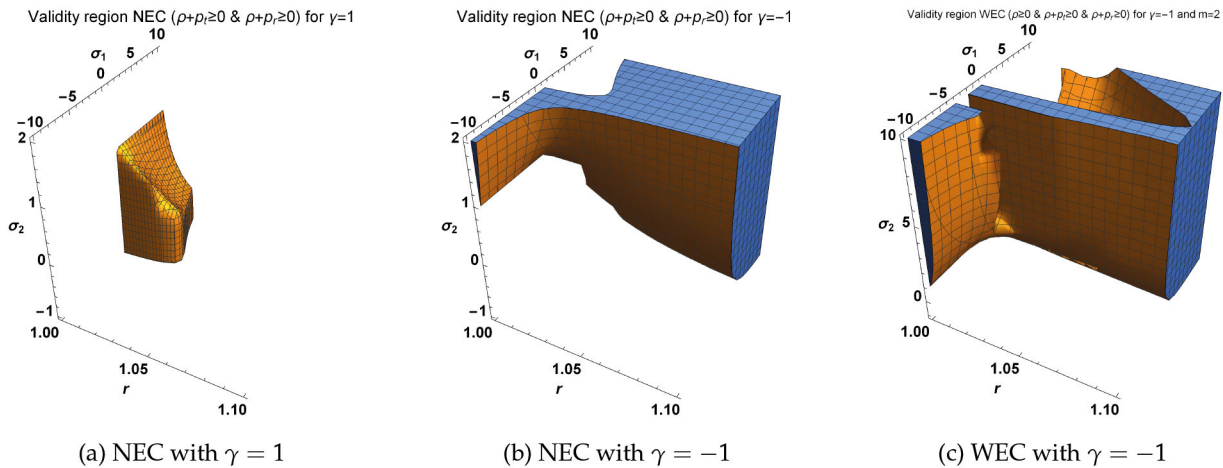 Validity region NEC (ρ+pₜ≥0 & ρ+pᵣ≥0) for γ=1
σ₁
10
5
0
−5
−10
2
1
σ₂
0
−1
1.00
1.05
r
1.10
(a) NEC with γ = 1
Validity region NEC (ρ+pₜ≥0 & ρ+pᵣ≥0) for γ=−1
σ₁
10
5
0
−5
−10
2
1
σ₂
0
−1
1.00
1.05
r
1.10
(b) NEC with γ = −1
Validity region WEC (ρ≥0 & ρ+pₜ≥0 & ρ+pᵣ≥0) for γ=−1 and m=2
σ₁
10
5
0
−5
−10
10
5
σ₂
0
1.00
1.05
r
1.10
(c) WEC with γ = −1